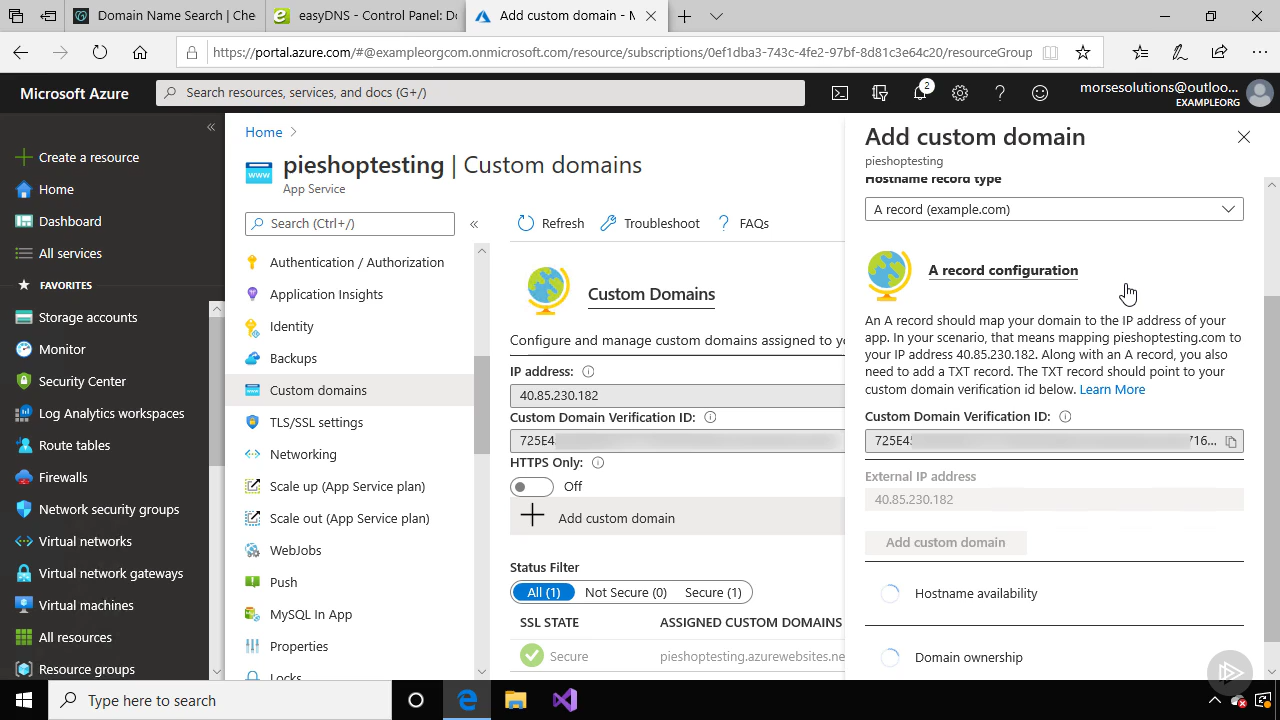 Domain Name Search | Che
easyDNS - Control Panel: Do
Add custom domain - M
https://portal.azure.com/#@exampleorgcom.onmicrosoft.com/resource/subscriptions/0ef1dba3-743c-4fe2-97bf-8d81c3e64c20/resourceGroup
Microsoft Azure
Search resources, services, and docs (G+/)
2
morsesolutions@outloo...
EXAMPLEORG
Create a resource
Home
Dashboard
All services
FAVORITES
Storage accounts
Monitor
Security Center
Log Analytics workspaces
Route tables
Firewalls
Network security groups
Virtual networks
Virtual network gateways
Virtual machines
All resources
Resource groups
Home
pieshoptesting | Custom domains
App Service
Search (Ctrl+/)
Authentication / Authorization
Application Insights
Identity
Backups
Custom domains
TLS/SSL settings
Networking
Scale up (App Service plan)
Scale out (App Service plan)
WebJobs
Push
MySQL In App
Properties
Locks
Refresh
Troubleshoot
FAQs
Custom Domains
Configure and manage custom domains assigned to yo
IP address:
40.85.230.182
Custom Domain Verification ID:
725E4
HTTPS Only:
Off
Add custom domain
Status Filter
All (1)
Not Secure (0)
Secure (1)
SSL STATE
ASSIGNED CUSTOM DOMAINS
Secure
pieshoptesting.azurewebsites.ne
Add custom domain
pieshoptesting
Hostname record type
A record (example.com)
A record configuration
An A record should map your domain to the IP address of your
app. In your scenario, that means mapping pieshoptesting.com to
your IP address 40.85.230.182. Along with an A record, you also
need to add a TXT record. The TXT record should point to your
custom domain verification id below. Learn More
Custom Domain Verification ID:
725E45
716...
External IP address
40.85.230.182
Add custom domain
Hostname availability
Domain ownership
Type here to search